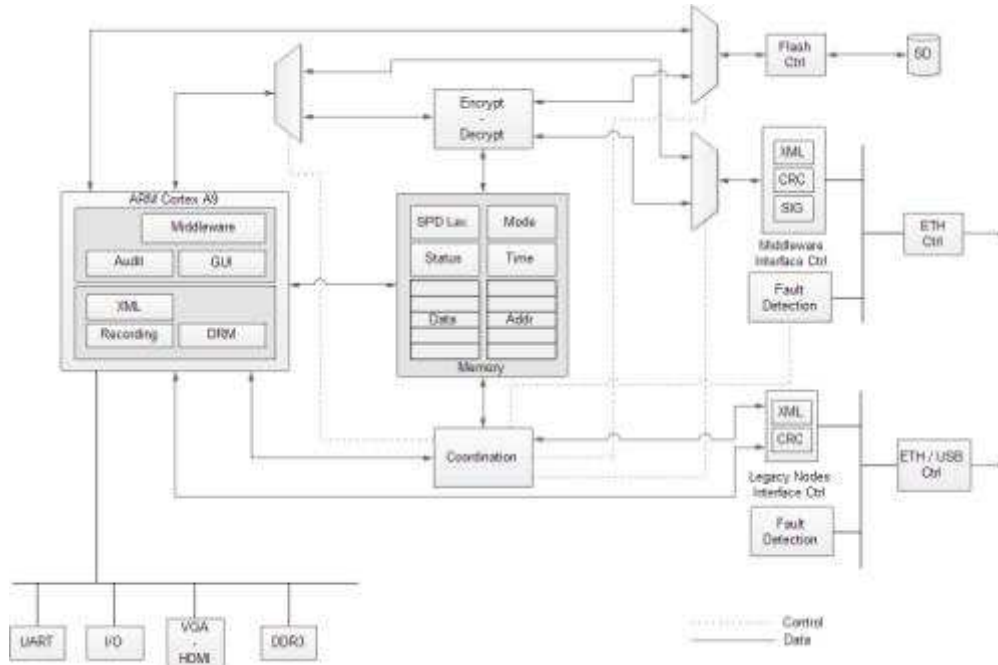 Flash
Ctrl
SD
Encrypt
-
Decrypt
XML
CRC
SIG
Middleware
Interface Ctrl
ETH
Ctrl
Fault
Detection
ARM Cortex A9
Middleware
Audit
GUI
XML
Recording
DRM
SPD Lev.
Mode
Status
Time
Data
Addr
Memory
Coordination
XML
CRC
Legacy Nodes
Interface Ctrl
ETH / USB
Ctrl
Fault
Detection
UART
I/O
VGA
-
HDMI
DDR3
Control
Data